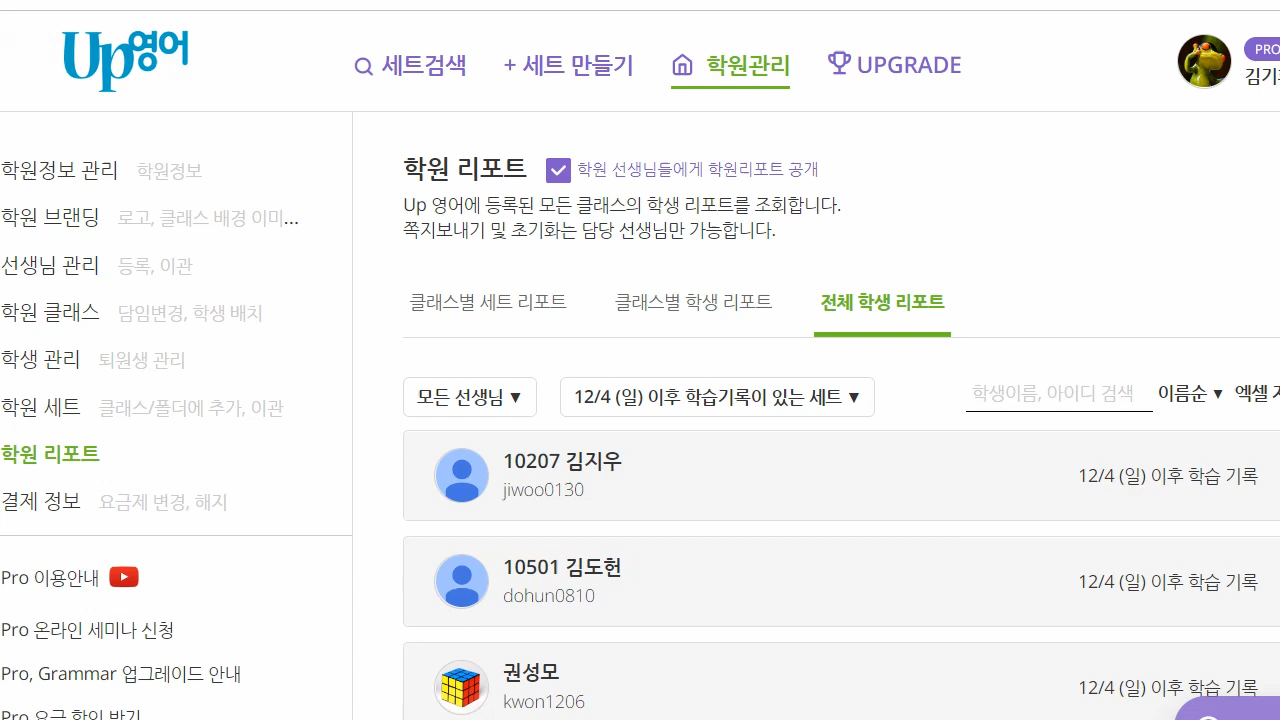 Up영어
세트검색
+ 세트 만들기
학원관리
UPGRADE
PRO
학원정보 관리 학원정보
학원 브랜딩 로고, 클래스 배경 이미...
선생님 관리 등록, 이관
학원 클래스 담임변경, 학생 배치
학생 관리 퇴원생 관리
학원 세트 클래스/폴더에 추가, 이관
학원 리포트
결제 정보 요금제 변경, 해지
Pro 이용안내
Pro 온라인 세미나 신청
Pro, Grammar 업그레이드 안내
Pro 요금 할인 받기
학원 리포트 학원 선생님들에게 학원리포트 공개
Up 영어에 등록된 모든 클래스의 학생 리포트를 조회합니다.
쪽지보내기 및 초기화는 담당 선생님만 가능합니다.
클래스별 세트 리포트 클래스별 학생 리포트 전체 학생 리포트
모든 선생님 ▼ 12/4 (일) 이후 학습기록이 있는 세트 ▼ 학생이름, 아이디 검색 이름순 ▼ 엑셀
10207 김지우
jiwoo0130
12/4 (일) 이후 학습 기록
10501 김도헌
dohun0810
12/4 (일) 이후 학습 기록
권성모
kwon1206
12/4 (일) 이후 학습 기록